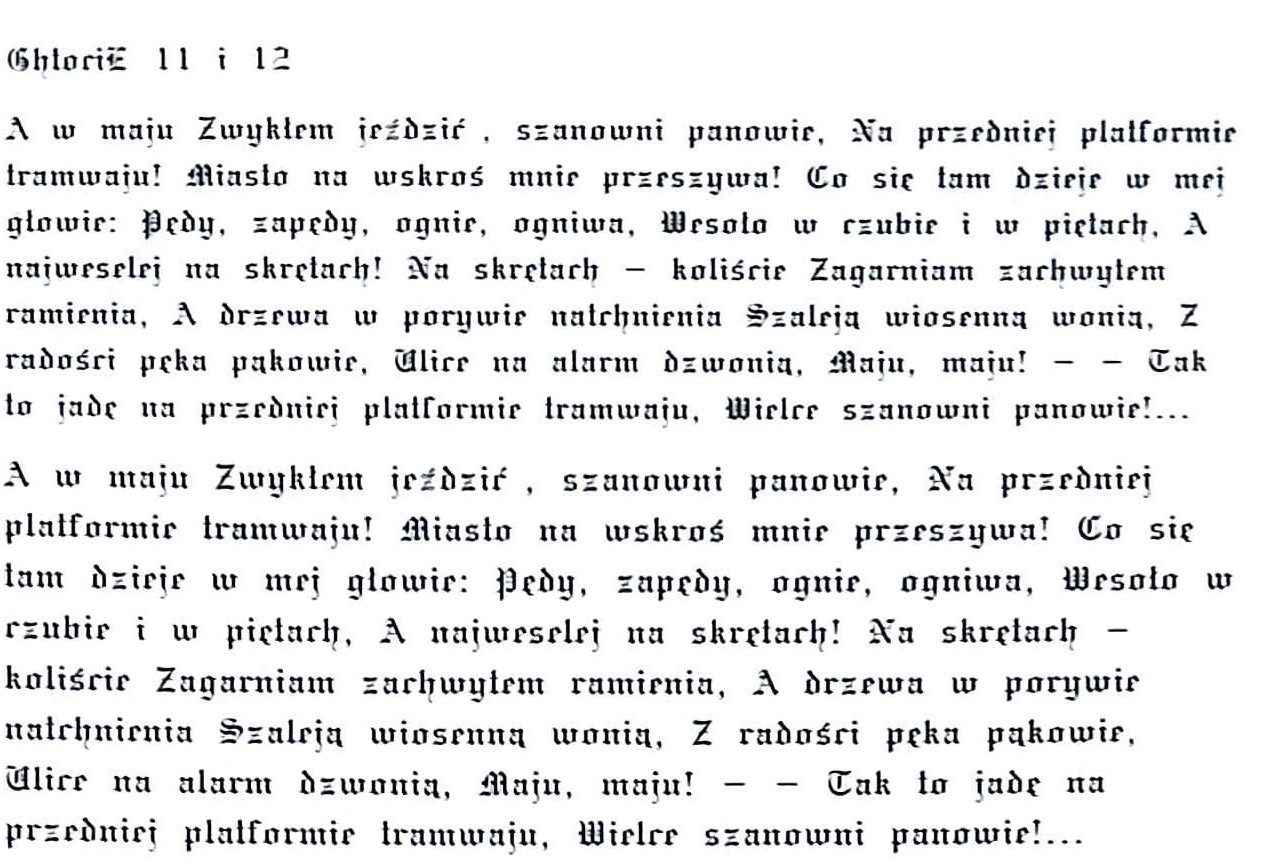 GhtociE 11 i 12
A w maju Zwykłem jeździć , szanowni panowie, Na przedniej platformie
tramwaju! Miasto na wskroś mnie przeszywa! Co się tam dzieje w mej
głowie: Pędy, zapędy, ognie, ogniwa, Wesoło w czubie i w piętach, A
najweselej na skrętach! Na skrętach – koliście Zagarniam zachwytem
ramienia, A drzewa w porywie natchnienia Szaleją wiosenną wonią, Z
radości pęka pąkowie, Ulice na alarm dzwonią, Maju, maju! – – Tak
to jadę na przedniej platformie tramwaju, Wielce szanowni panowie!...
A w maju Zwykłem jeździć , szanowni panowie, Na przedniej
platformie tramwaju! Miasto na wskroś mnie przeszywa! Co się
tam dzieje w mej głowie: Pędy, zapędy, ognie, ogniwa, Wesoło w
czubie i w piętach, A najweselej na skrętach! Na skrętach –
koliście Zagarniam zachwytem ramienia, A drzewa w porywie
natchnienia Szaleją wiosenną wonią, Z radości pęka pąkowie,
Ulice na alarm dzwonią, Maju, maju! – – Tak to jadę na
przedniej platformie tramwaju, Wielce szanowni panowie!...